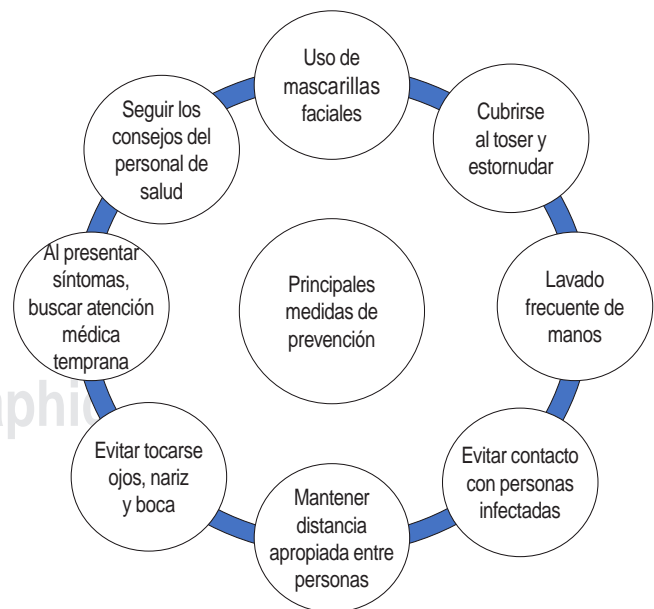 Uso de
mascarillas
faciales
Cubrirse
al toser y
estornudar
Lavado
frecuente de
manos
Evitar contacto
con personas
infectadas
Mantener
distancia
apropiada entre
personas
Evitar tocarse
ojos, nariz
y boca
Al presentar
síntomas,
buscar atención
médica
temprana
Seguir los
consejos del
personal de
salud
Principales
medidas de
prevención